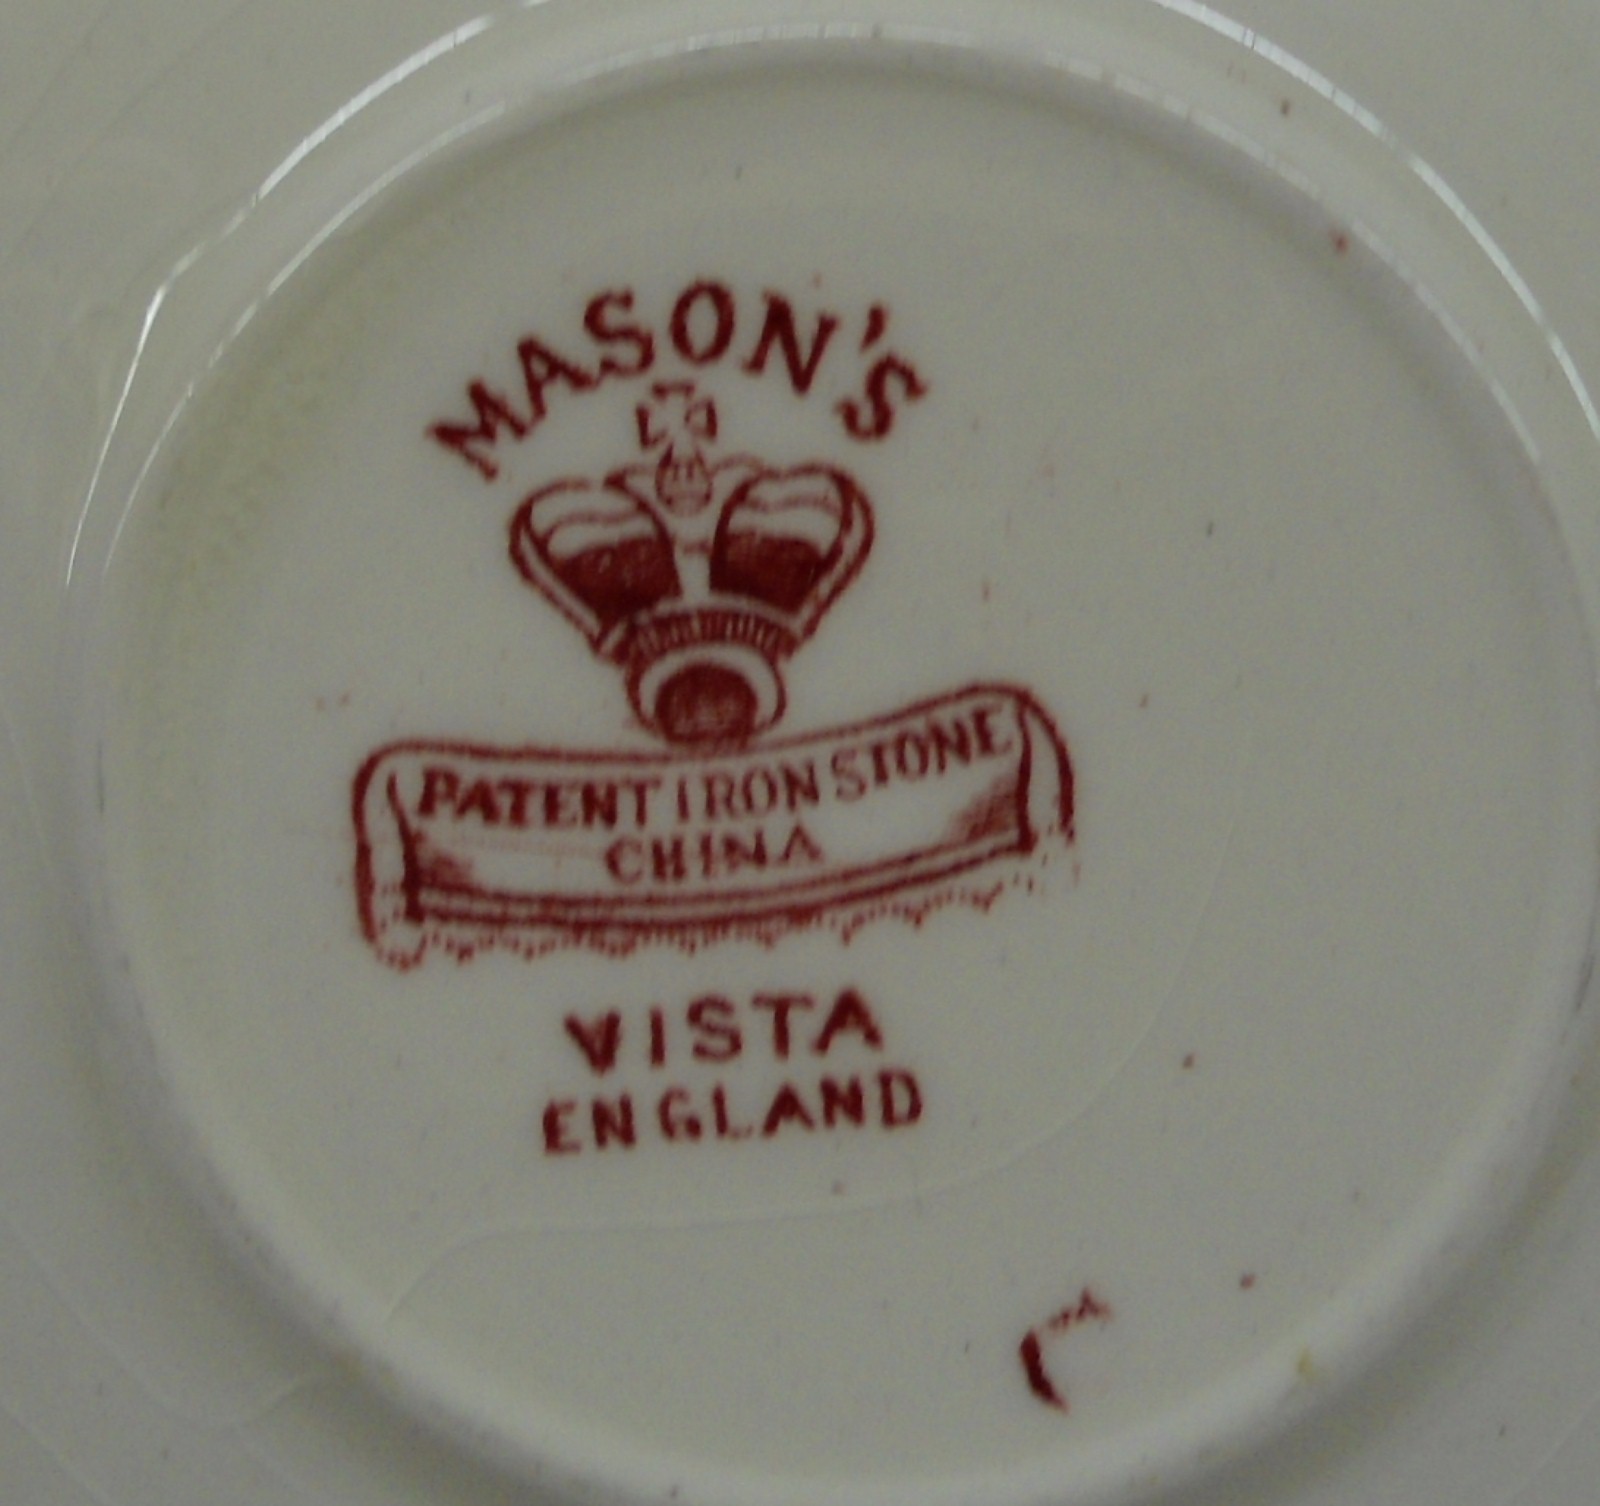 MASON'S
PATENT IRONSTONE
CHINA
VISTA
ENGLAND